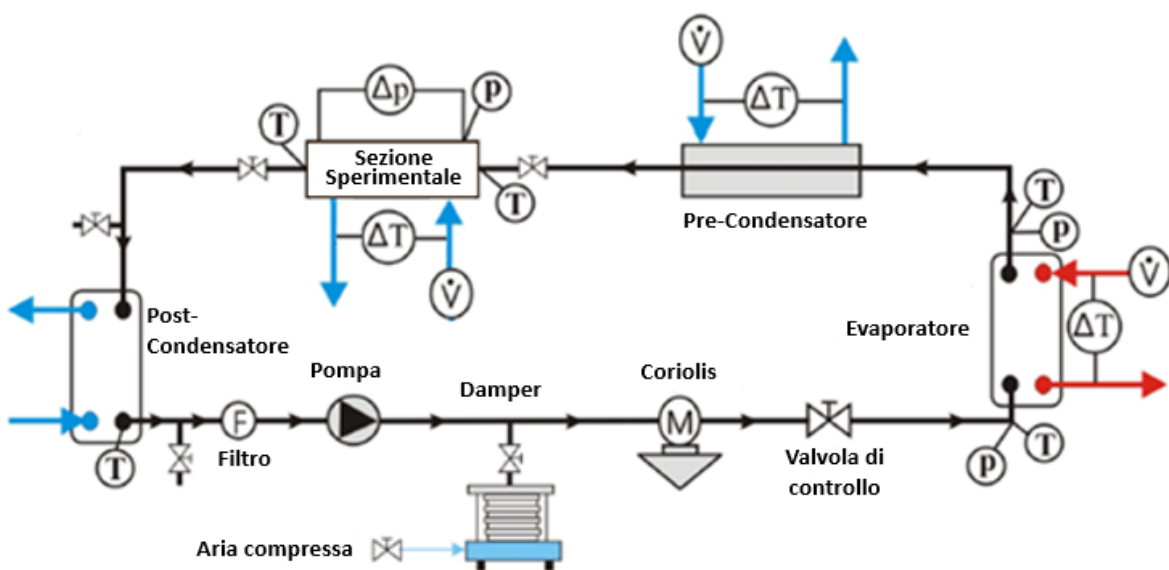 V̇
Δp
p
ΔT
T
Sezione
Sperimentale
T
T
p
Pre-Condensatore
ΔT
V̇
V̇
Post-
Condensatore
Evaporatore
ΔT
Pompa
Damper
Coriolis
F
M
T
Filtro
Valvola di
controllo
p
T
Aria compressa